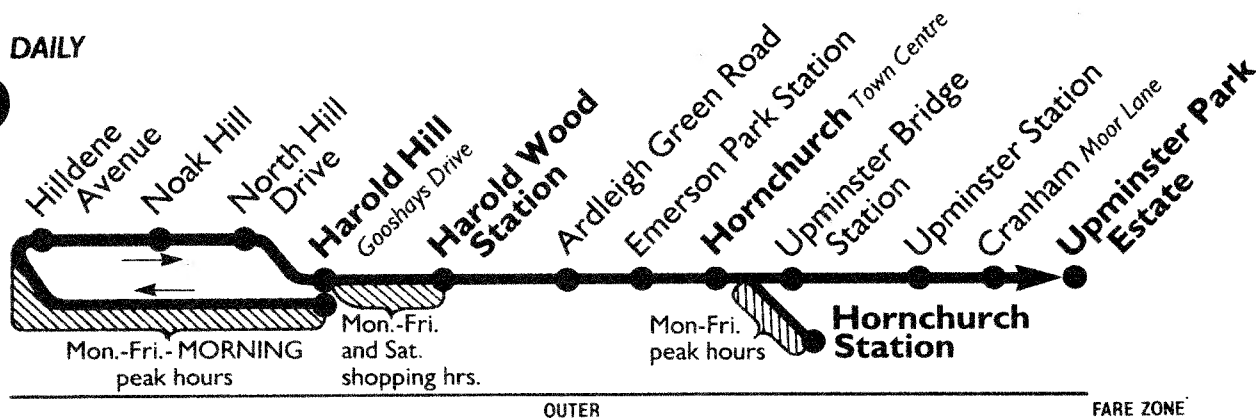 DAILY
Hilldene
Avenue
Noak Hill
North Hill
Drive
Harold Hill
Gooshays Drive
Harold Wood
Station
Ardleigh Green Road
Emerson Park Station
Hornchurch Town Centre
Upminster Bridge
Station
Upminster Station
Cranham Moor Lane
Upminster Park
Estate
Mon.-Fri.- MORNING
peak hours
Mon.-Fri.
and Sat.
shopping hrs.
Mon-Fri.
peak hours
Hornchurch
Station
OUTER
FARE ZONE